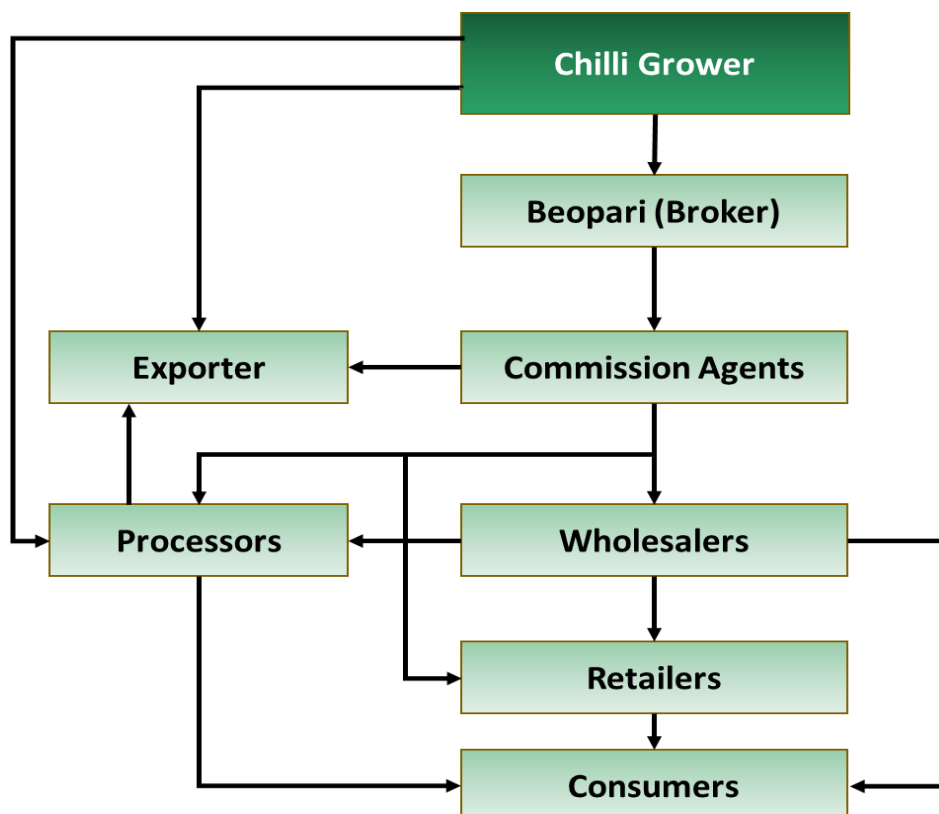 Chilli Grower
Beopari (Broker)
Exporter
Commission Agents
Processors
Wholesalers
Retailers
Consumers